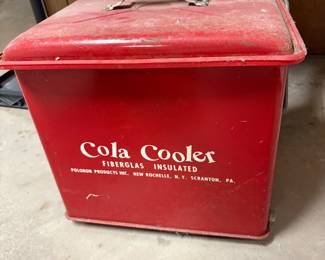 Cola Cooler
FIBERGLAS INSULATED
POLORON PRODUCTS INC. NEW ROCHELLE, N. Y. SCRANTON, PA.